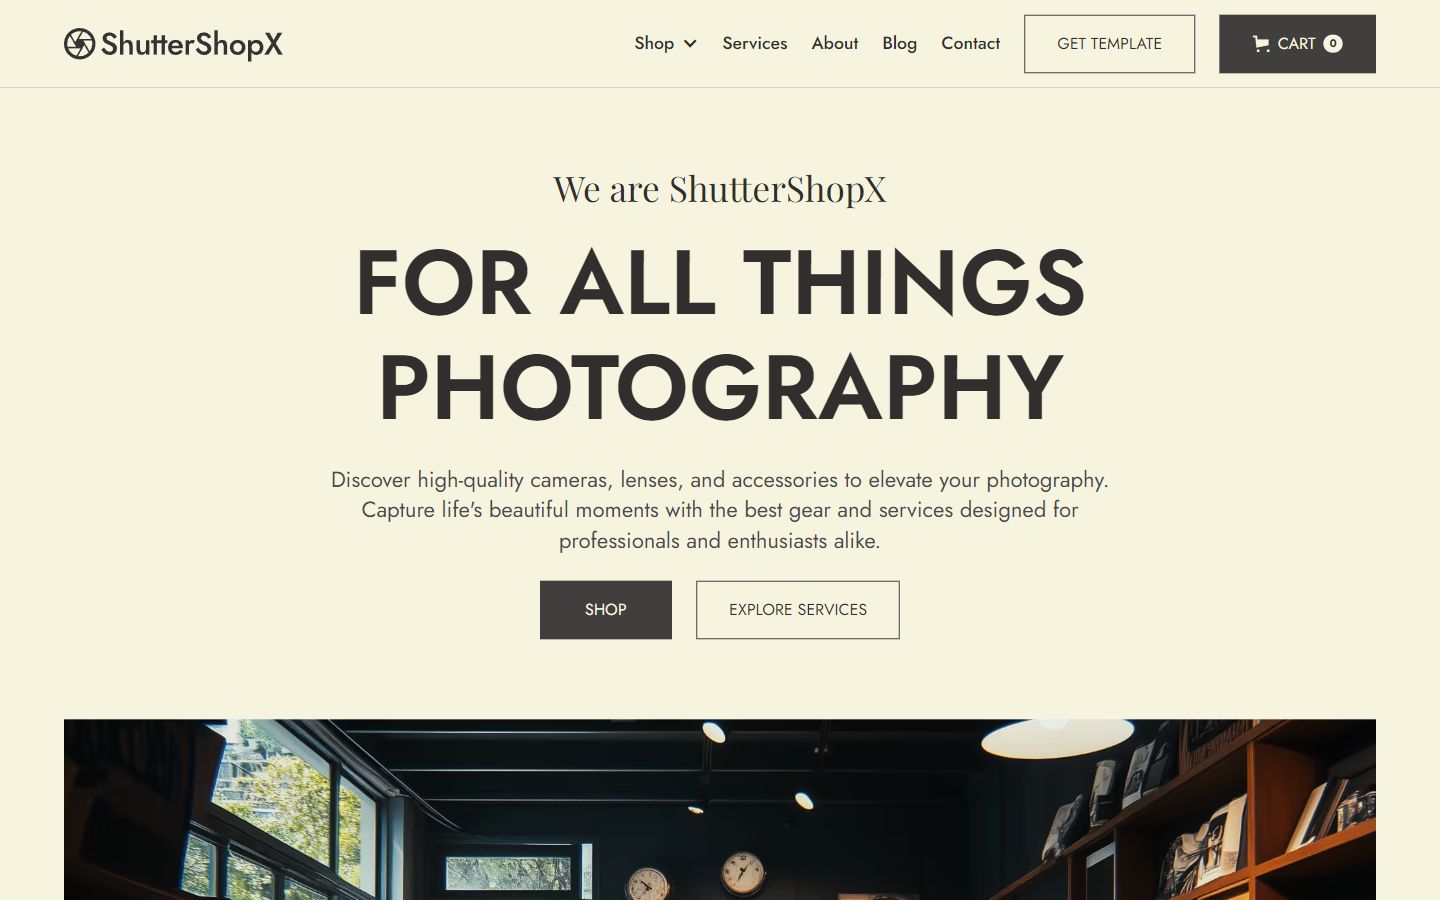 ShutterShopX
Shop
Services
About
Blog
Contact
GET TEMPLATE
CART 0
We are ShutterShopX
FOR ALL THINGS
PHOTOGRAPHY
Discover high-quality cameras, lenses, and accessories to elevate your photography.
Capture life's beautiful moments with the best gear and services designed for
professionals and enthusiasts alike.
SHOP
EXPLORE SERVICES